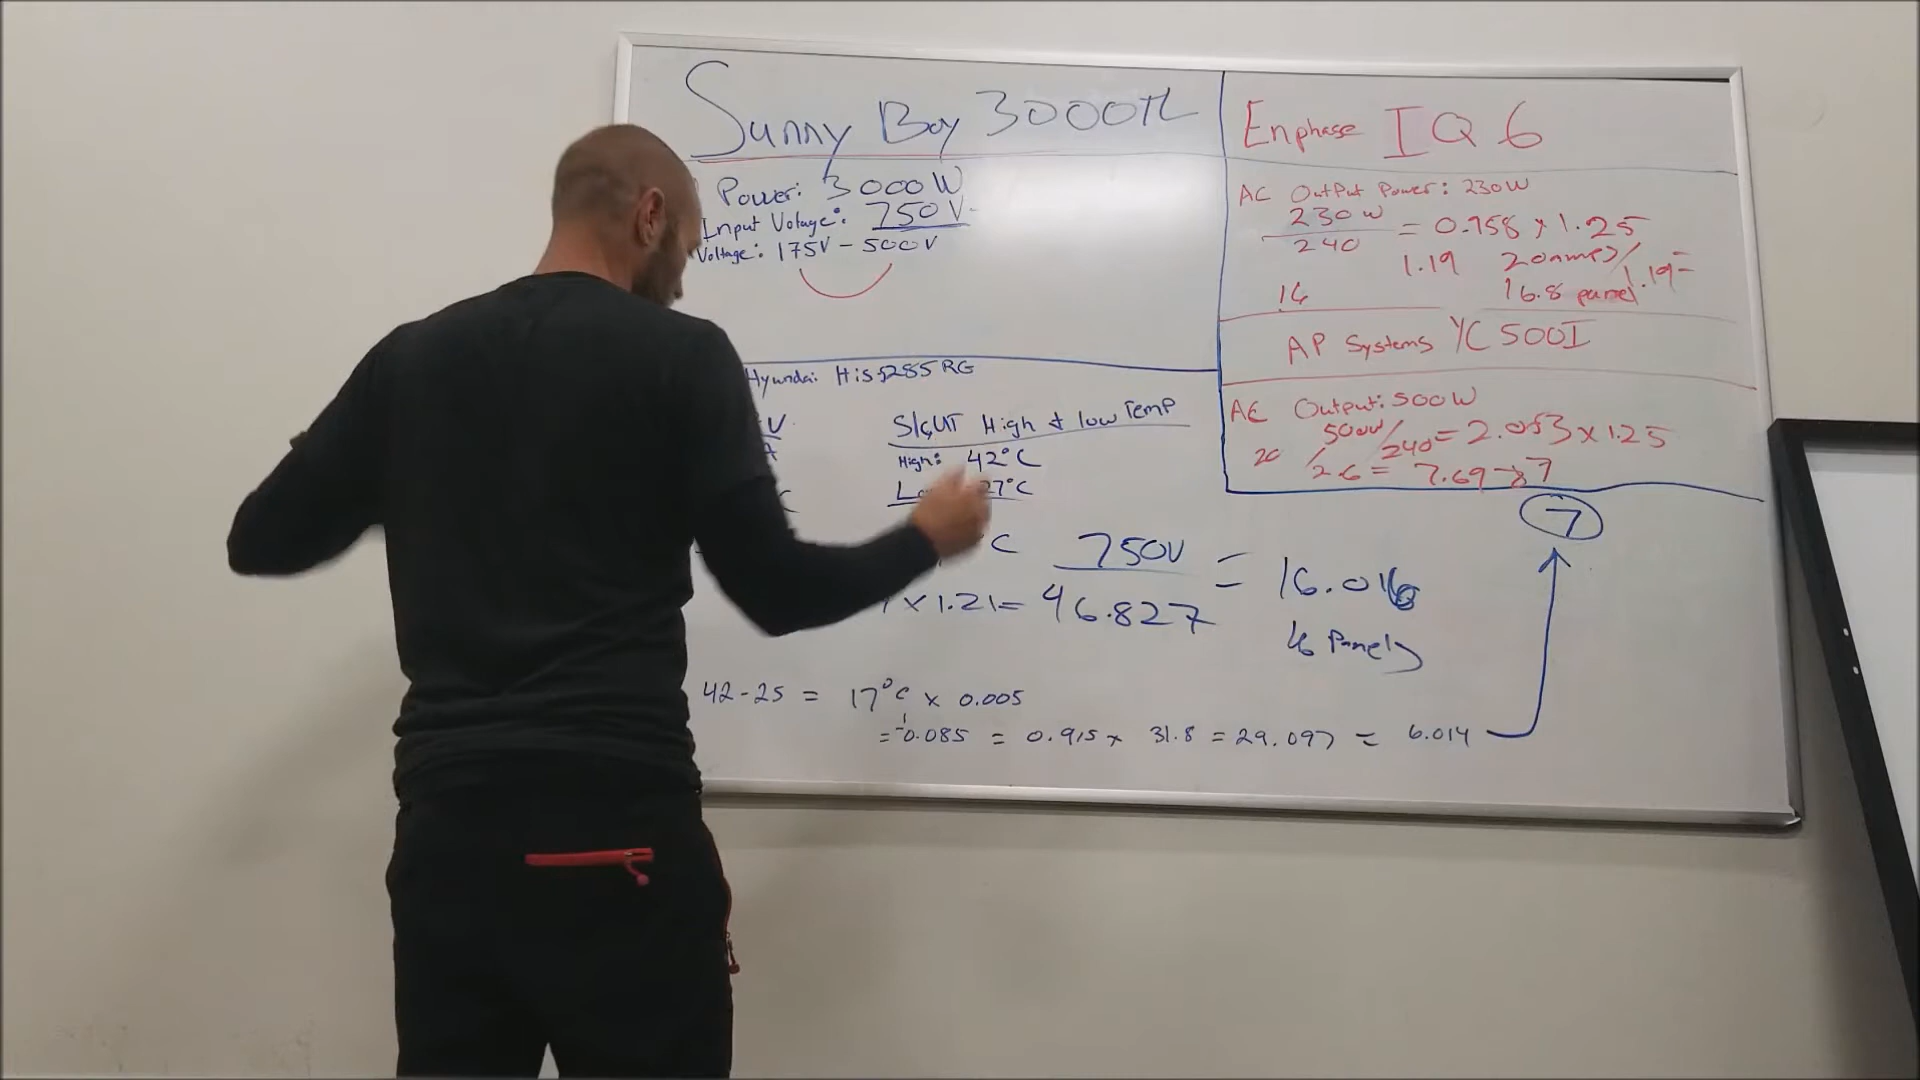 Sunny Boy 3000TL
Power: 3000W
Input Voltage: 750V
Voltage: 175V - 500V
Hyundai HiS-S285RG
V
A
C
S/C, UT High & low Temp
High: 42°C
27°C
°C
750V
x 1.21 = 46.827
= 16.016
16 Panels
42-25 = 17°C x 0.005
= -0.085 = 0.915 x 31.8 = 29.097 = 6.014
7
Enphase IQ 6
AC Output Power: 230W
230W
240
= 0.958 x 1.25
1.19 20amps/1.19 =
16 16.8 panel
AP Systems YC500I
AC Output: 500W
500W/240 = 2.083 x 1.25
20/2.6 = 7.69 → 7